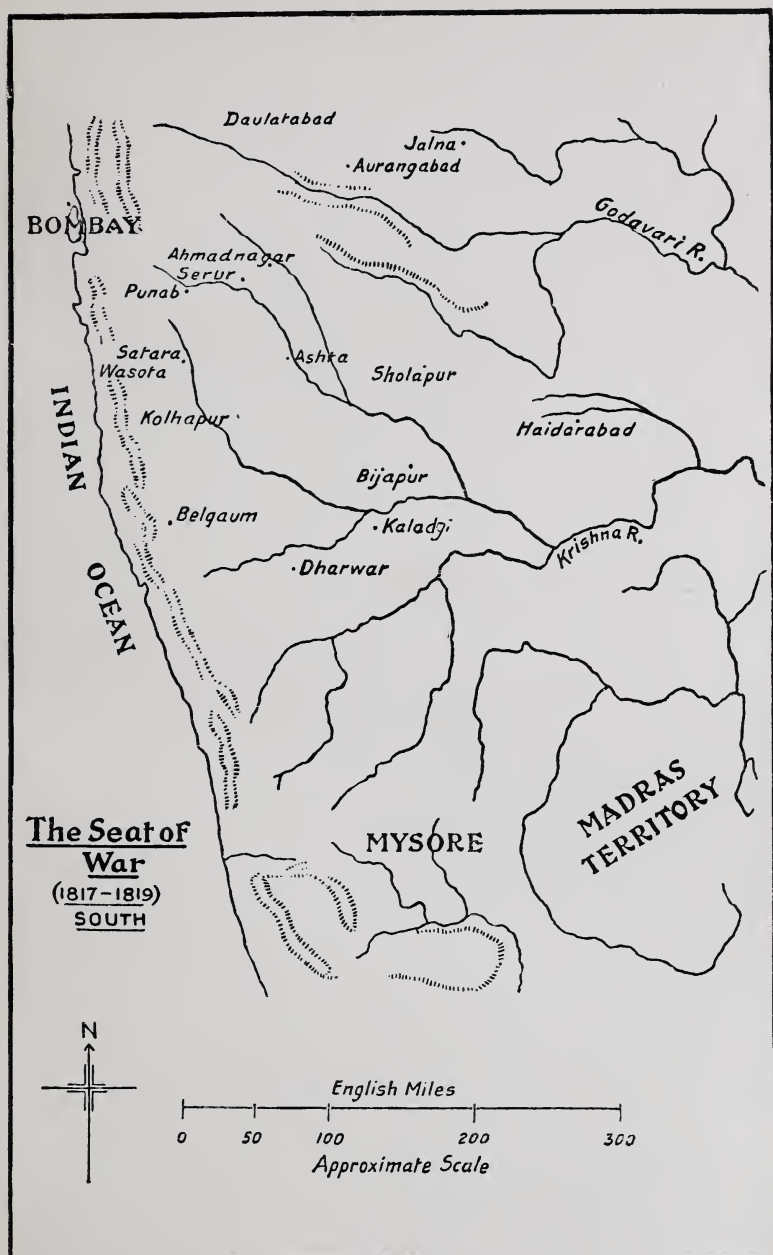 Daulatabad
Jalna
Aurangabad
BOMBAY
Godavari R.
Ahmadnagar
Serur
Punab
Satara
Wasota
Ashta
Sholapur
Kolhapur
Haidarabad
INDIAN
OCEAN
Bijapur
Belgaum
Kaladgi
Krishna R.
Dharwar
MADRAS
TERRITORY
MYSORE
The Seat of
War
(1817-1819)
SOUTH
N
English Miles
0 50 100 200 300
Approximate Scale